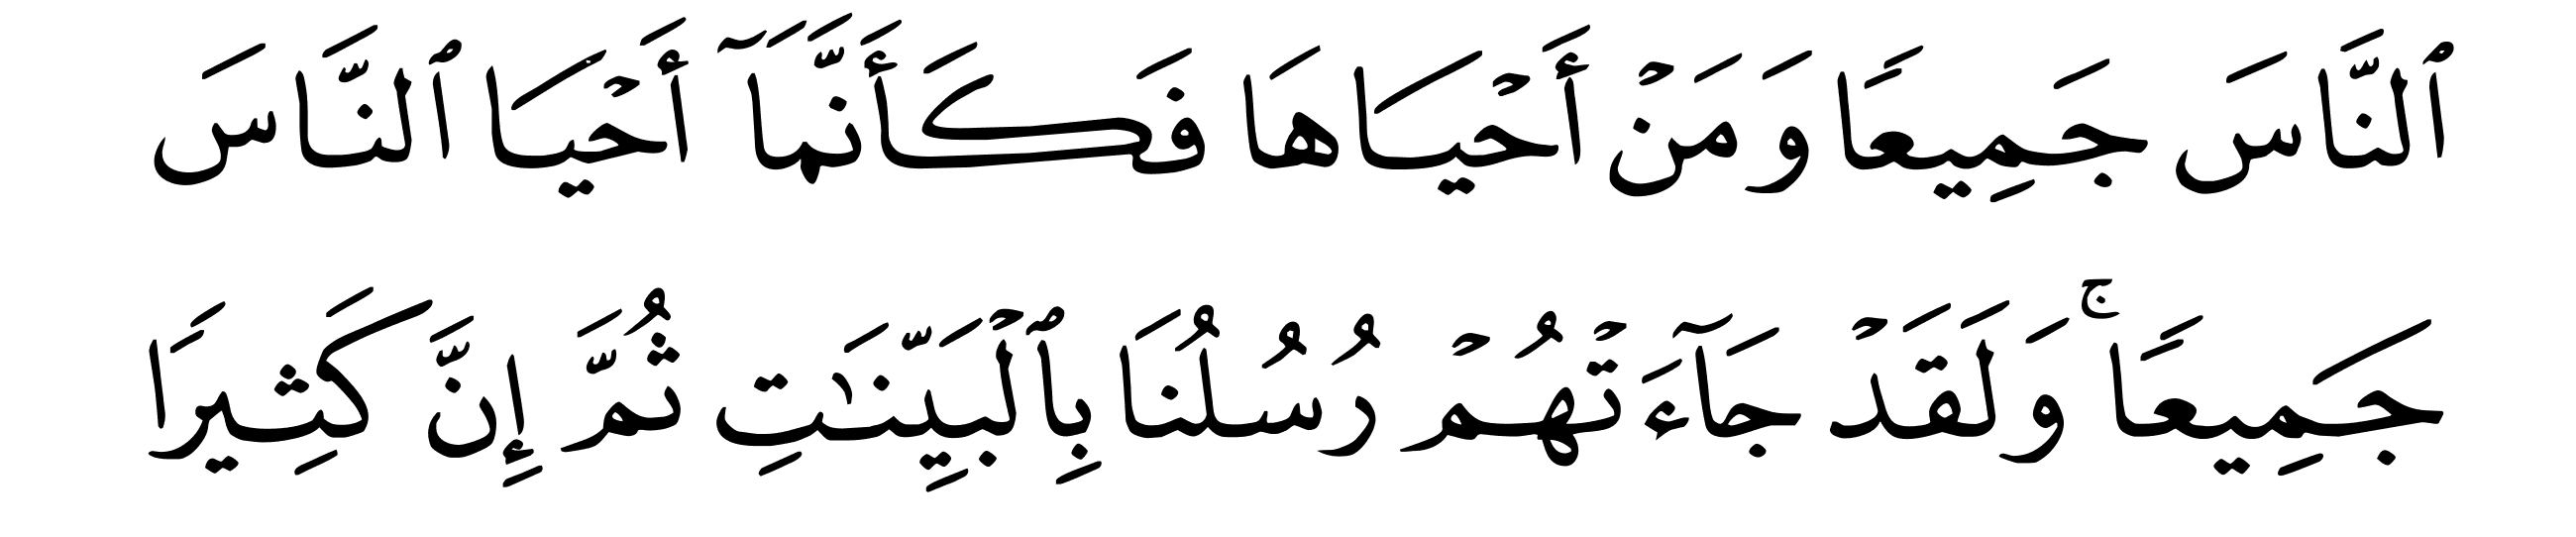 ٱلنَّاسَ جَمِيعًا وَمَنْ أَحْيَاهَا فَكَأَنَّمَآ أَحْيَا ٱلنَّاسَ
جَمِيعًا ۚ وَلَقَدْ جَآءَتْهُمْ رُسُلُنَا بِٱلْبَيِّنَـٰتِ ثُمَّ إِنَّ كَثِيرًا